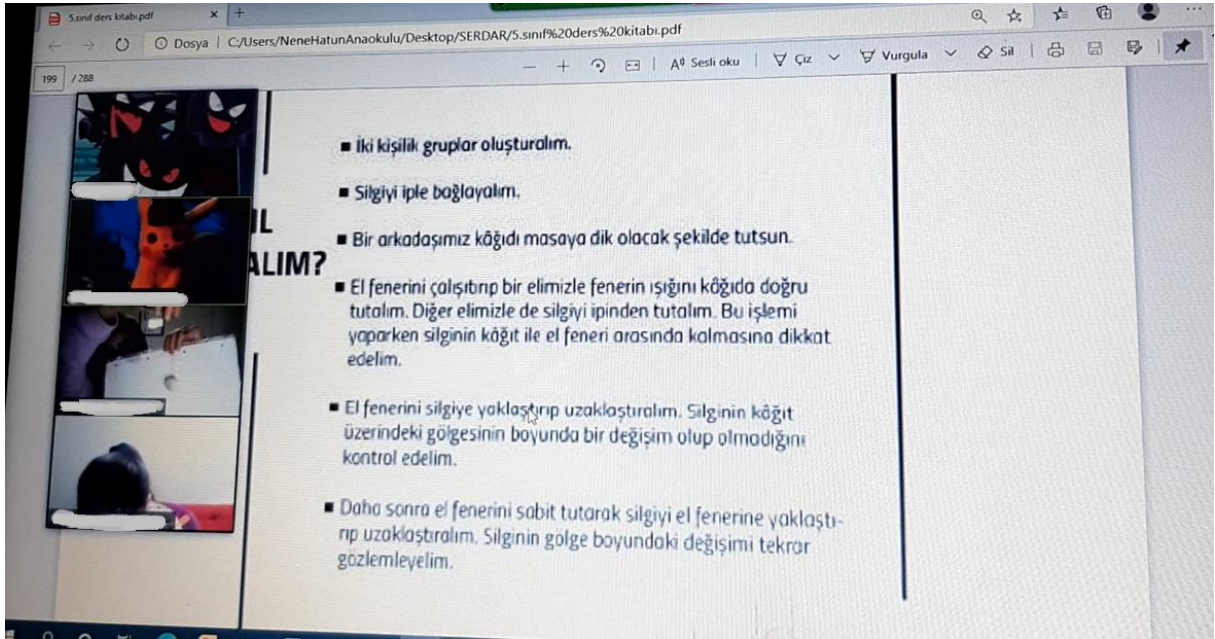 5.sınıf ders kitabı.pdf
Dosya | C:/Users/NeneHatunAnaokulu/Desktop/SERDAR/5.sınıf%20ders%20kitabı.pdf
199 / 288
Sesli oku
Çiz
Vurgula
Sil
IL
ALIM?
■ İki kişilik gruplar oluşturalım.
■ Silgiyi iple bağlayalım.
■ Bir arkadaşımız kâğıdı masaya dik olacak şekilde tutsun.
■ El fenerini çalıştırıp bir elimizle fenerin ışığını kâğıda doğru
tutalım. Diğer elimizle de silgiyi ipinden tutalım. Bu işlemi
yaparken silginin kâğıt ile el feneri arasında kalmasına dikkat
edelim.
■ El fenerini silgiye yaklaştırıp uzaklaştıralım. Silginin kâğıt
üzerindeki gölgesinin boyunda bir değişim olup olmadığını
kontrol edelim.
■ Daha sonra el fenerini sabit tutarak silgiyi el fenerine yaklaştı-
rıp uzaklaştıralım. Silginin gölge boyundaki değişimi tekrar
gözlemleyelim.